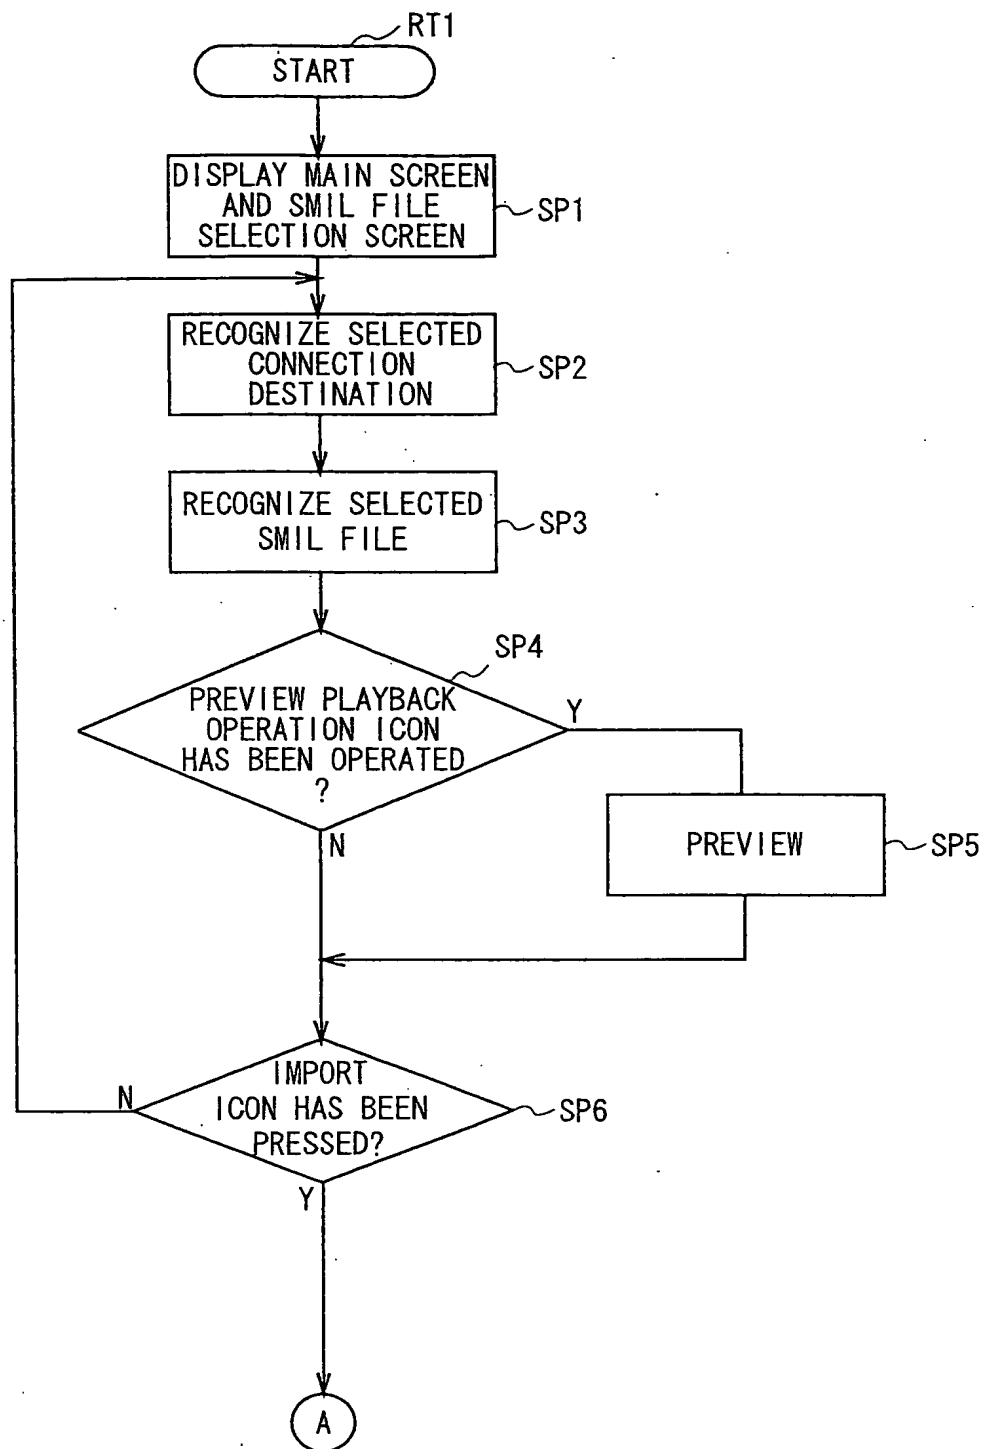 RT1
START
DISPLAY MAIN SCREEN
AND SMIL FILE
SELECTION SCREEN
SP1
RECOGNIZE SELECTED
CONNECTION
DESTINATION
SP2
RECOGNIZE SELECTED
SMIL FILE
SP3
SP4
PREVIEW PLAYBACK
OPERATION ICON
HAS BEEN OPERATED
?
Y
N
PREVIEW
SP5
IMPORT
ICON HAS BEEN
PRESSED?
N
SP6
Y
A